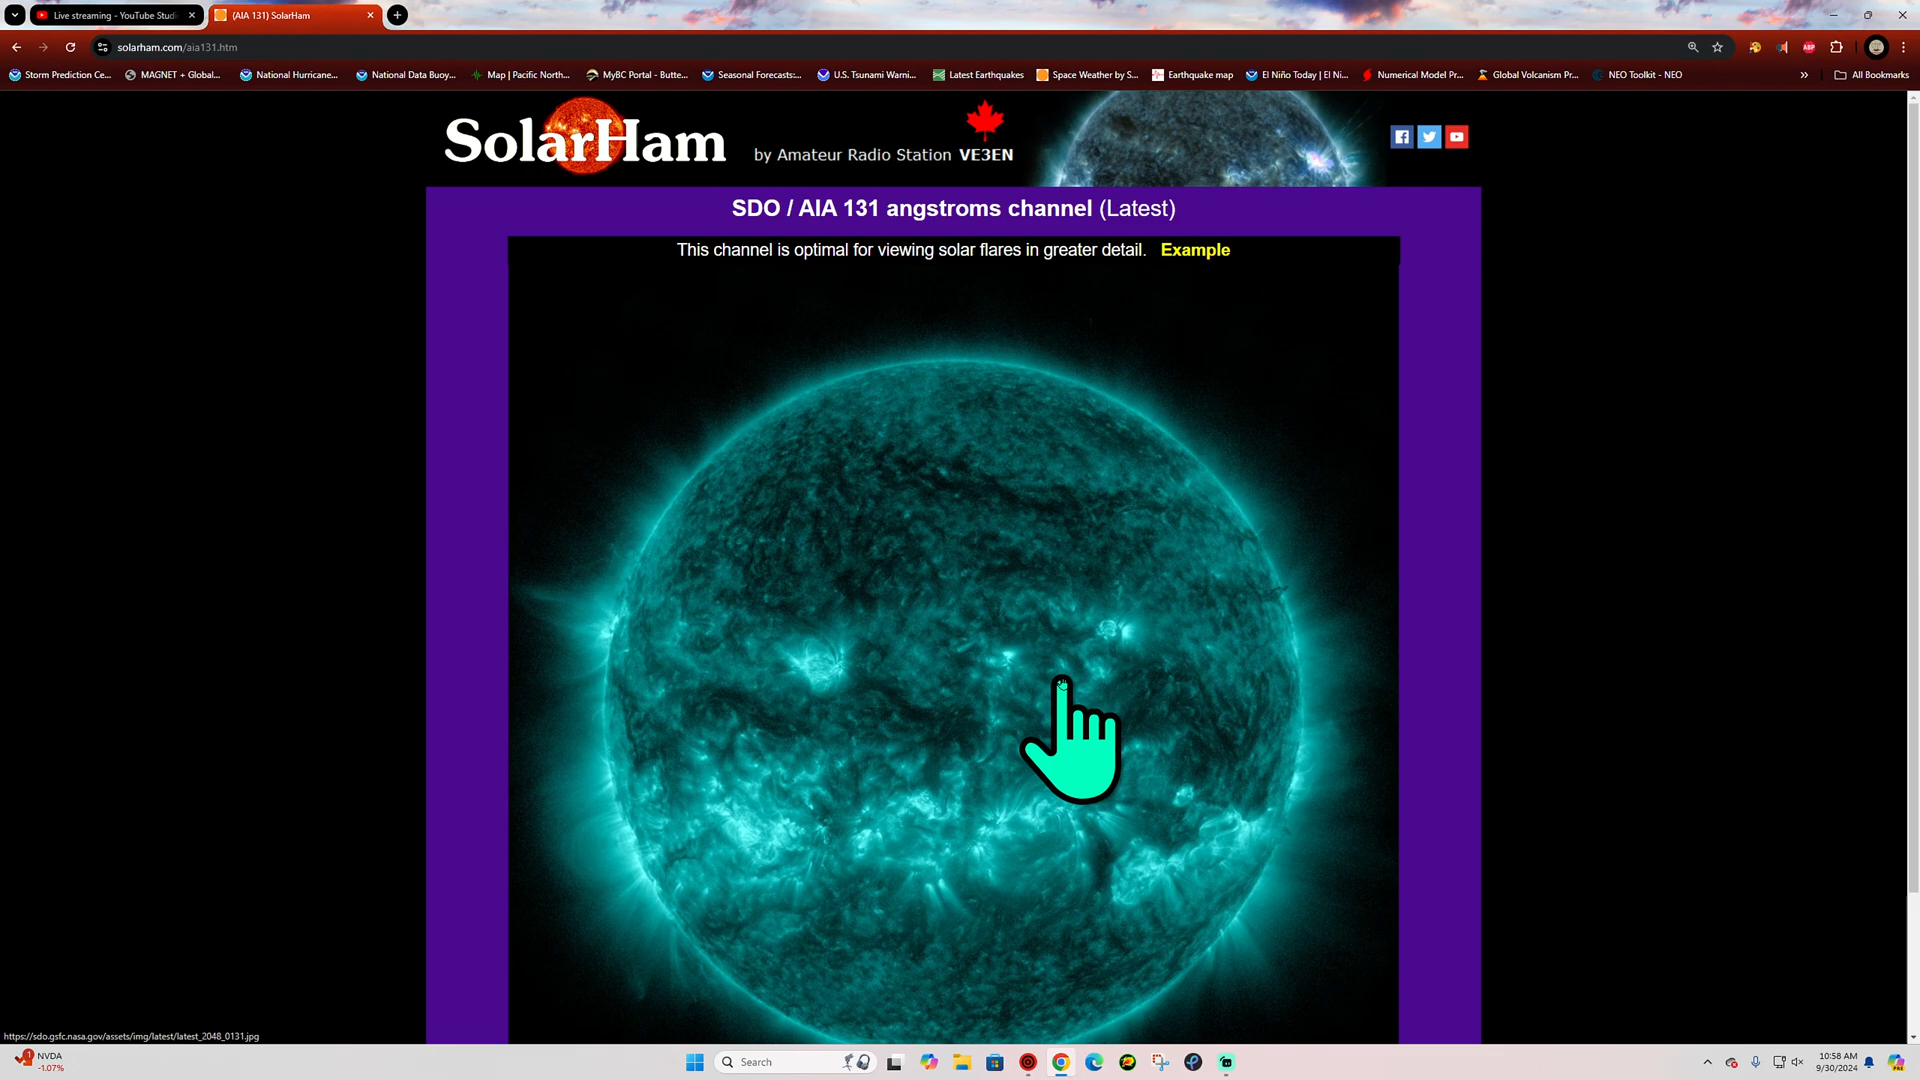 Live streaming - YouTube Studi
(AIA 131) SolarHam
solarham.com/aia131.htm
Storm Prediction Ce...
MAGNET + Global...
National Hurricane...
National Data Buoy...
Map | Pacific North...
MyBC Portal - Butte...
Seasonal Forecasts:...
U.S. Tsunami Warni...
Latest Earthquakes
Space Weather by S...
Earthquake map
El Niño Today | El Ni...
Numerical Model Pr...
Global Volcanism Pr...
NEO Toolkit - NEO
»
All Bookmarks
ABP
SolarHam
by Amateur Radio Station VE3EN
SDO / AIA 131 angstroms channel (Latest)
This channel is optimal for viewing solar flares in greater detail. Example
https://sdo.gsfc.nasa.gov/assets/img/latest/latest_2048_0131.jpg
1
NVDA
-1.07%
Search
10:58 AM
9/30/2024
PRE